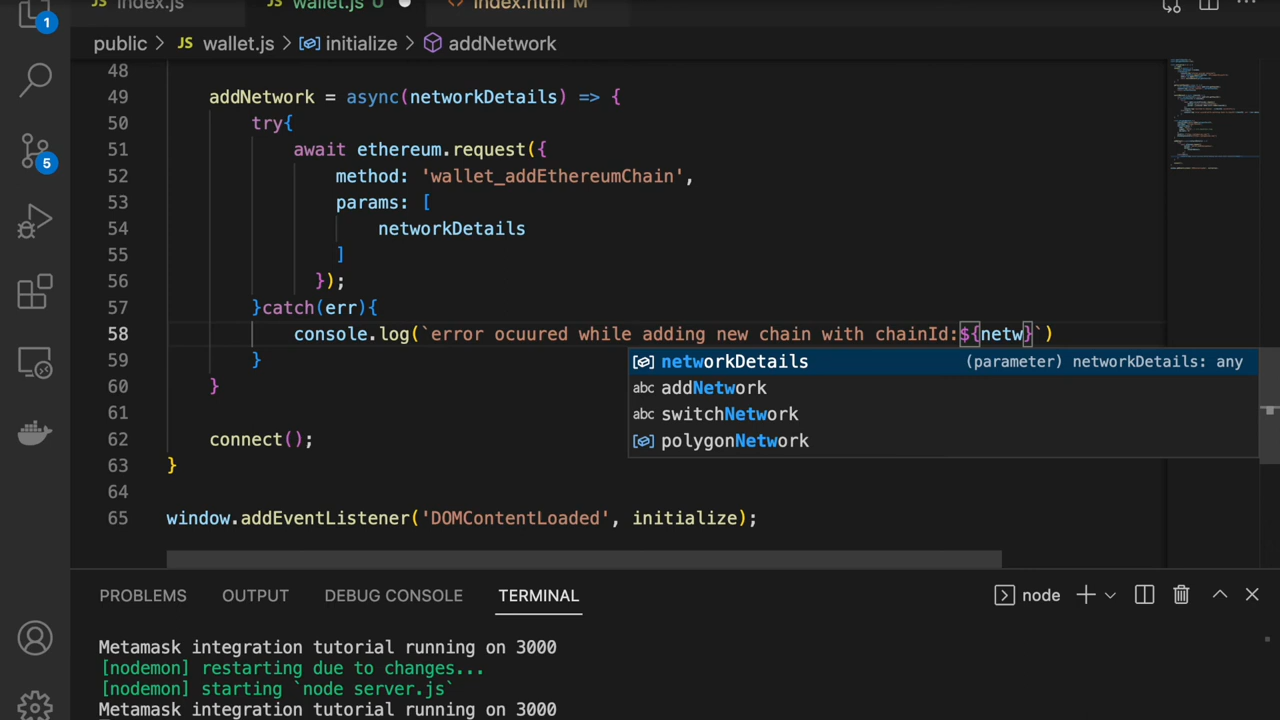 1
index.js
wallet.js U
index.html M
public > JS wallet.js > initialize > addNetwork
48
49 addNetwork = async(networkDetails) => {
50 try{
51 await ethereum.request({
52 method: 'wallet_addEthereumChain',
53 params: [
54 networkDetails
55 ]
56 });
57 }catch(err){
58 console.log(`error ocuured while adding new chain with chainId:${netw}`)
59 }
60 }
61
62 connect();
63 }
64
65 window.addEventListener('DOMContentLoaded', initialize);
networkDetails (parameter) networkDetails: any
abc addNetwork
abc switchNetwork
polygonNetwork
5
PROBLEMS OUTPUT DEBUG CONSOLE TERMINAL node
Metamask integration tutorial running on 3000
[nodemon] restarting due to changes...
[nodemon] starting `node server.js`
Metamask integration tutorial running on 3000